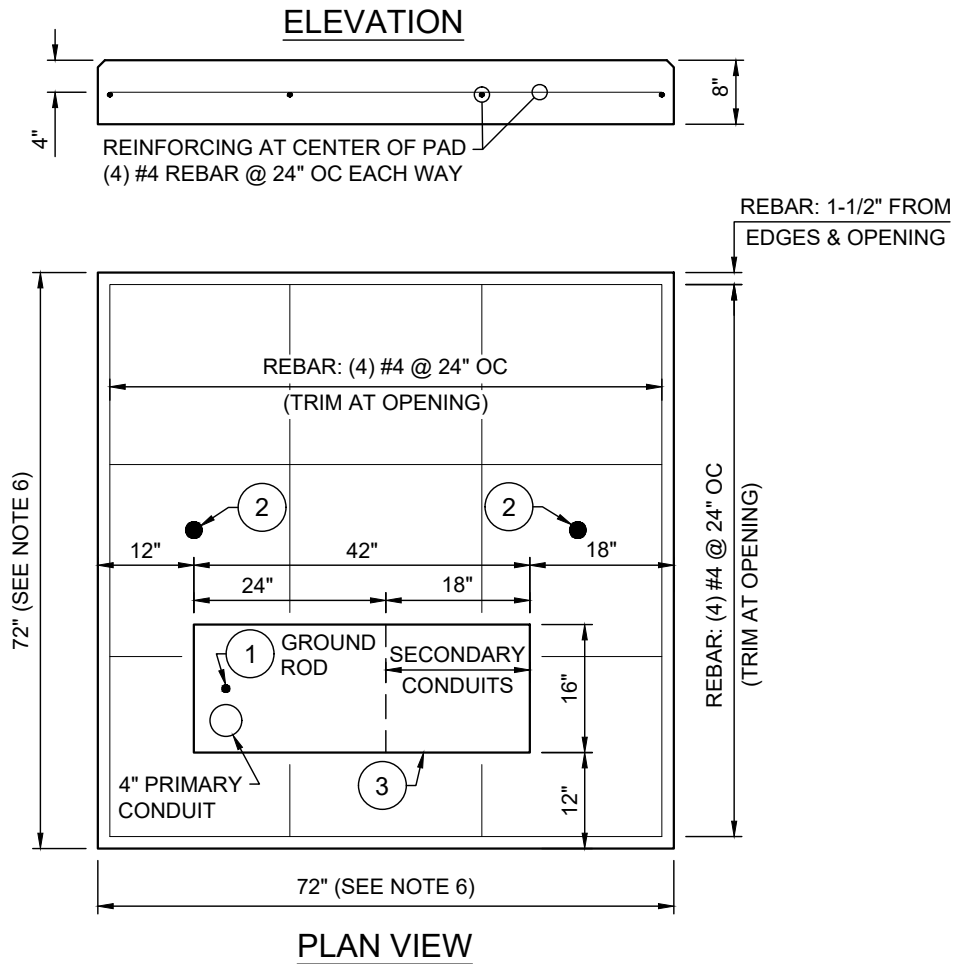 ELEVATION
4"
8"
REINFORCING AT CENTER OF PAD
(4) #4 REBAR @ 24" OC EACH WAY
REBAR: 1-1/2" FROM
EDGES & OPENING
REBAR: (4) #4 @ 24" OC
(TRIM AT OPENING)
72" (SEE NOTE 6)
2
2
12"
42"
18"
24"
18"
REBAR: (4) #4 @ 24" OC
(TRIM AT OPENING)
1
GROUND
ROD
SECONDARY
CONDUITS
16"
4" PRIMARY
CONDUIT
3
12"
72" (SEE NOTE 6)
PLAN VIEW